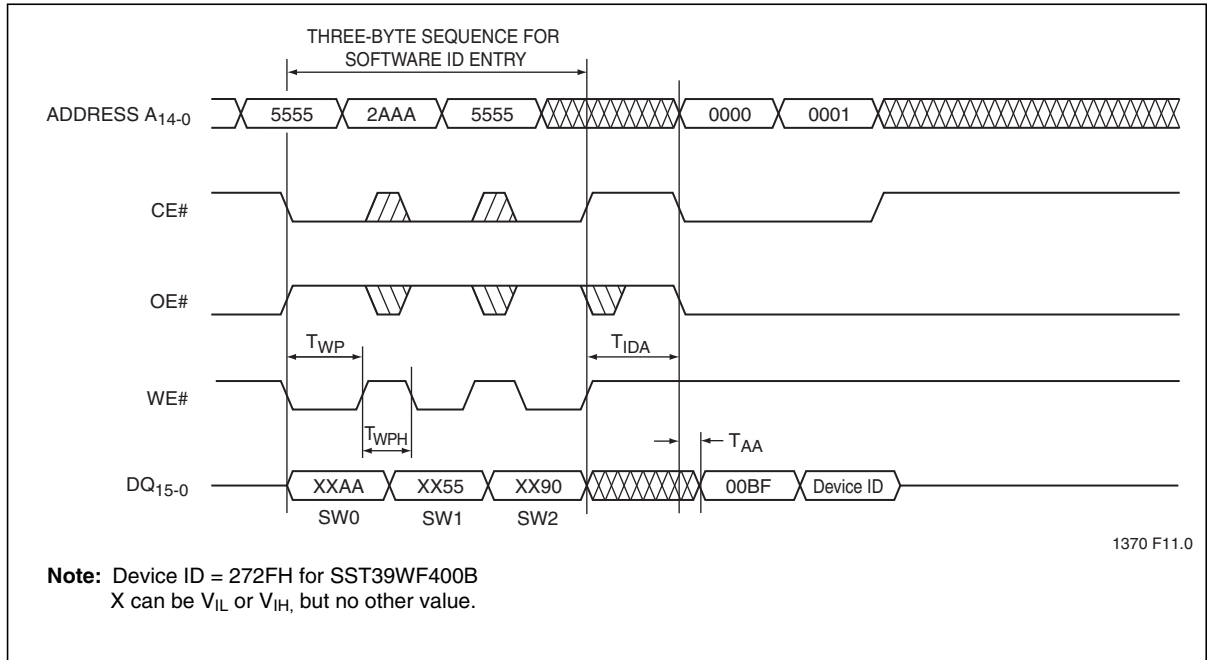 THREE-BYTE SEQUENCE FOR
SOFTWARE ID ENTRY
ADDRESS A14-0 5555 2AAA 5555 0000 0001
CE#
OE#
TWP TIDA
WE#
TWPH TAA
DQ15-0 XXAA XX55 XX90 00BF Device ID
SW0 SW1 SW2
1370 F11.0
Note: Device ID = 272FH for SST39WF400B
X can be VIL or VIH, but no other value.